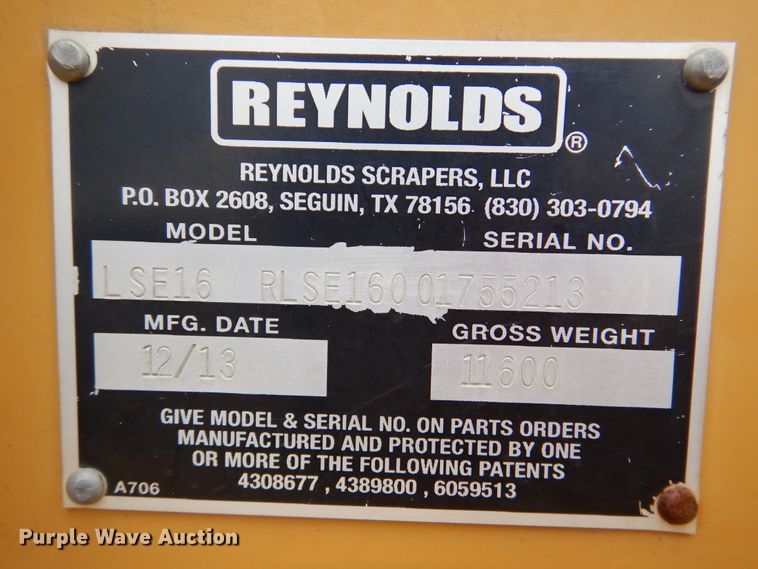 REYNOLDS®
REYNOLDS SCRAPERS, LLC
P.O. BOX 2608, SEGUIN, TX 78156 (830) 303-0794
MODEL SERIAL NO.
LSE16 RLSE16001755213
MFG. DATE GROSS WEIGHT
12/13 11600
GIVE MODEL & SERIAL NO. ON PARTS ORDERS
MANUFACTURED AND PROTECTED BY ONE
OR MORE OF THE FOLLOWING PATENTS
A706 4308677 , 4389800 , 6059513
Purple Wave Auction